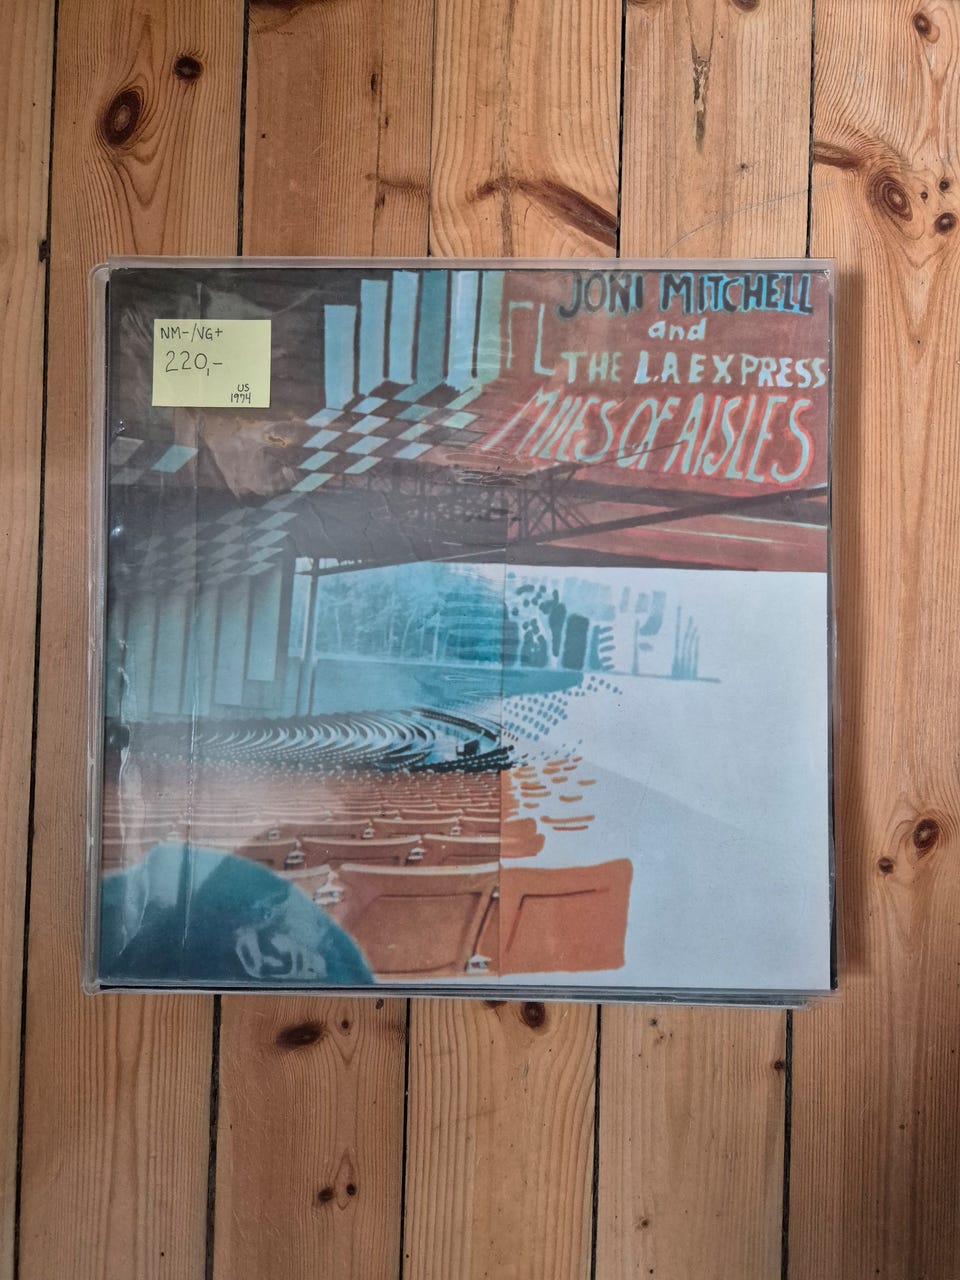 JONI MITCHELL
and
THE L.A EXPRESS
MILES OF AISLES
NM-/VG+
220,-
US
1974